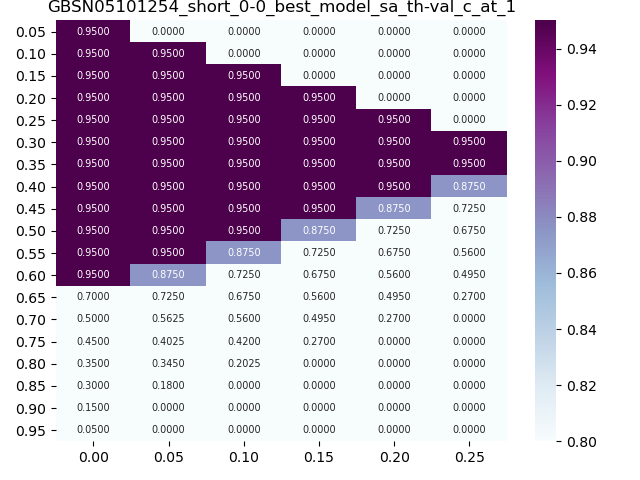 GBSN05101254_short_0-0_best_model_sa_th-val_c_at_1
0.05 0.9500 0.0000 0.0000 0.0000 0.0000 0.0000
0.10 0.9500 0.9500 0.0000 0.0000 0.0000 0.0000
0.15 0.9500 0.9500 0.9500 0.0000 0.0000 0.0000
0.20 0.9500 0.9500 0.9500 0.9500 0.0000 0.0000
0.25 0.9500 0.9500 0.9500 0.9500 0.9500 0.0000
0.30 0.9500 0.9500 0.9500 0.9500 0.9500 0.9500
0.35 0.9500 0.9500 0.9500 0.9500 0.9500 0.9500
0.40 0.9500 0.9500 0.9500 0.9500 0.9500 0.8750
0.45 0.9500 0.9500 0.9500 0.9500 0.8750 0.7250
0.50 0.9500 0.9500 0.9500 0.8750 0.7250 0.6750
0.55 0.9500 0.9500 0.8750 0.7250 0.6750 0.5600
0.60 0.9500 0.8750 0.7250 0.6750 0.5600 0.4950
0.65 0.7000 0.7250 0.6750 0.5600 0.4950 0.2700
0.70 0.5000 0.5625 0.5600 0.4950 0.2700 0.0000
0.75 0.4500 0.4025 0.4200 0.2700 0.0000 0.0000
0.80 0.3500 0.3450 0.2025 0.0000 0.0000 0.0000
0.85 0.3000 0.1800 0.0000 0.0000 0.0000 0.0000
0.90 0.1500 0.0000 0.0000 0.0000 0.0000 0.0000
0.95 0.0500 0.0000 0.0000 0.0000 0.0000 0.0000
0.00 0.05 0.10 0.15 0.20 0.25
0.94
0.92
0.90
0.88
0.86
0.84
0.82
0.80